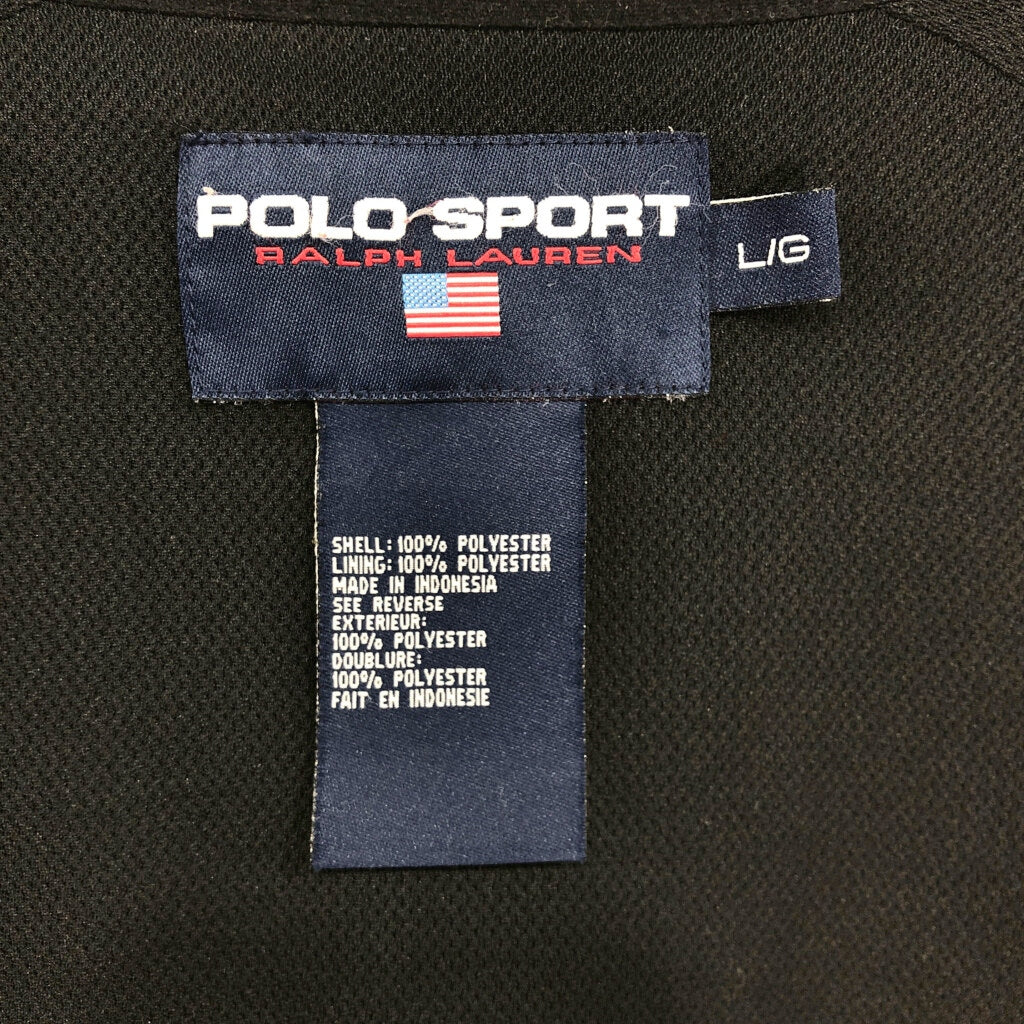 POLO SPORT
RALPH LAUREN
L/G
SHELL: 100% POLYESTER
LINING: 100% POLYESTER
MADE IN INDONESIA
SEE REVERSE
EXTERIEUR:
100% POLYESTER
DOUBLURE:
100% POLYESTER
FAIT EN INDONESIE